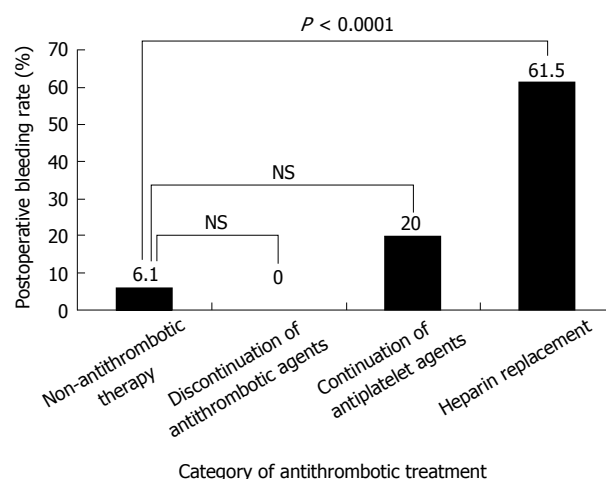 P < 0.0001
Postoperative bleeding rate (%)
70
60
50
40
30
20
10
0
61.5
NS
20
NS
6.1
0
Non-antithrombotic
therapy
Discontinuation of
antithrombotic agents
Continuation of
antiplatelet agents
Heparin replacement
Category of antithrombotic treatment